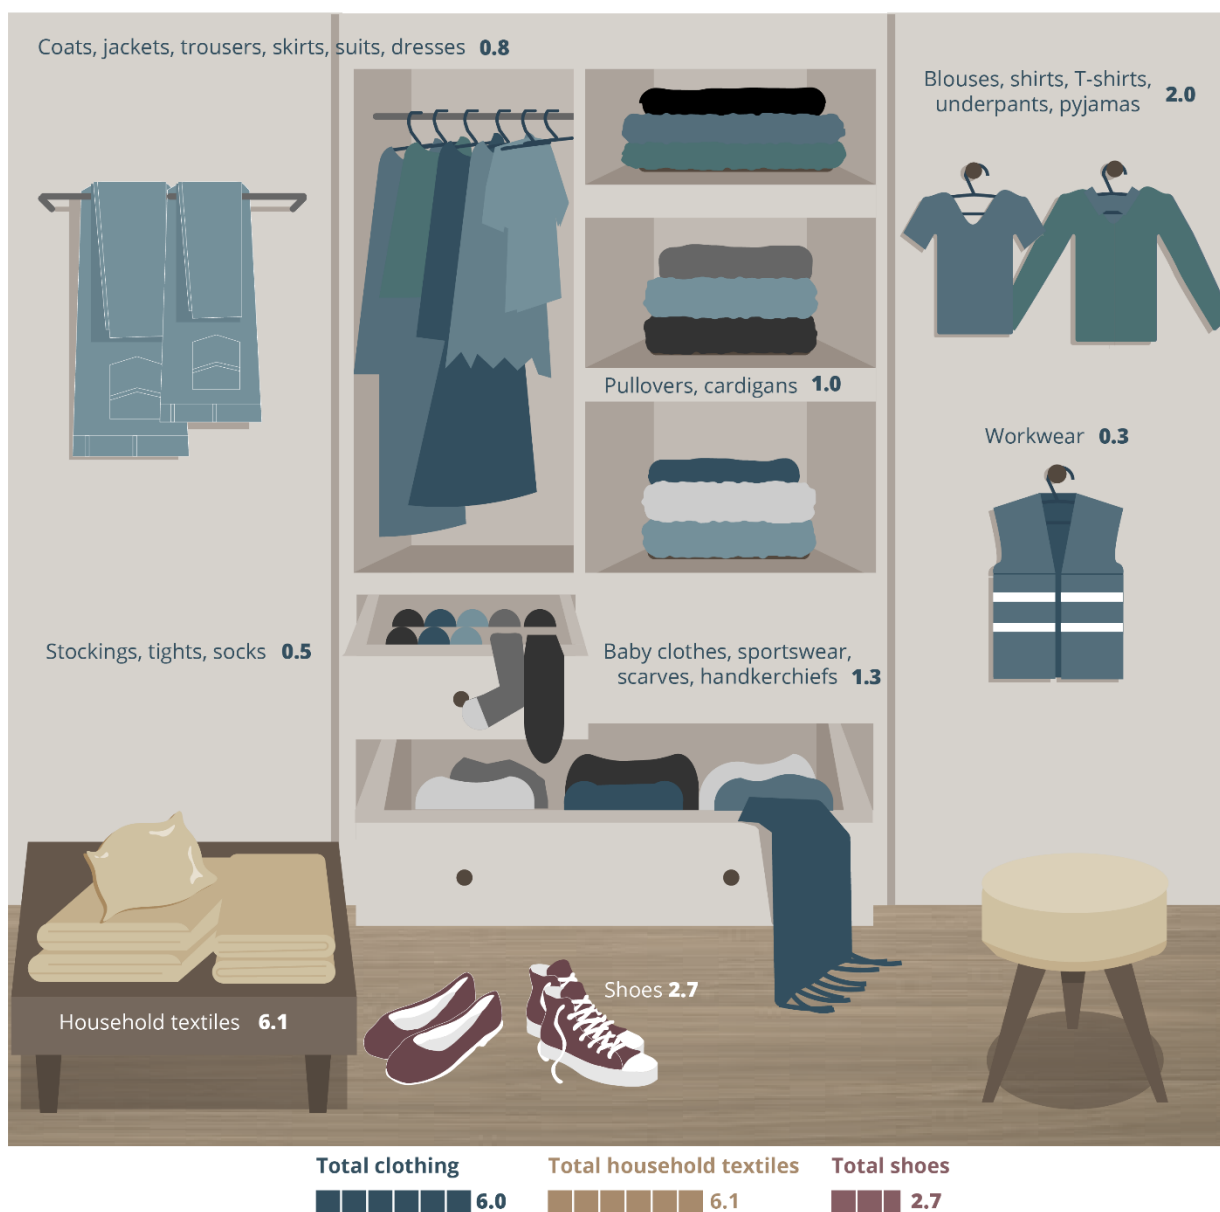 Coats, jackets, trousers, skirts, suits, dresses 0.8
Blouses, shirts, T-shirts,
underpants, pyjamas 2.0
Pullovers, cardigans 1.0
Workwear 0.3
Stockings, tights, socks 0.5
Baby clothes, sportswear,
scarves, handkerchiefs 1.3
Shoes 2.7
Household textiles 6.1
Total clothing
6.0
Total household textiles
6.1
Total shoes
2.7